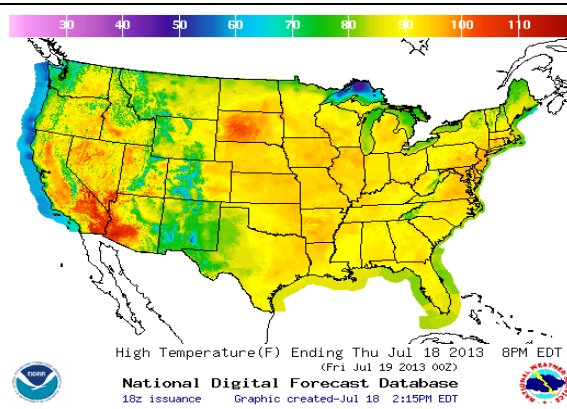 30 40 50 60 70 80 90 100 110
High Temperature(F) Ending Thu Jul 18 2013 8PM EDT
(Fri Jul 19 2013 00Z)
National Digital Forecast Database
18z issuance Graphic created-Jul 18 2:15PM EDT
NOAA